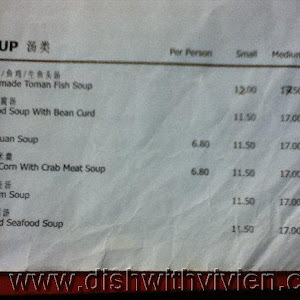 UP 汤类
Per Person Small Medium
made Toman Fish Soup 12.00
d Soup With Bean Curd 11.50 17.00
uan Soup 6.80 11.50 17.00
Corn With Crab Meat Soup 6.80 11.50 17.00
m Soup 11.50 17.00
d Seafood Soup 11.50 17.00
www.dishwithvivien.c